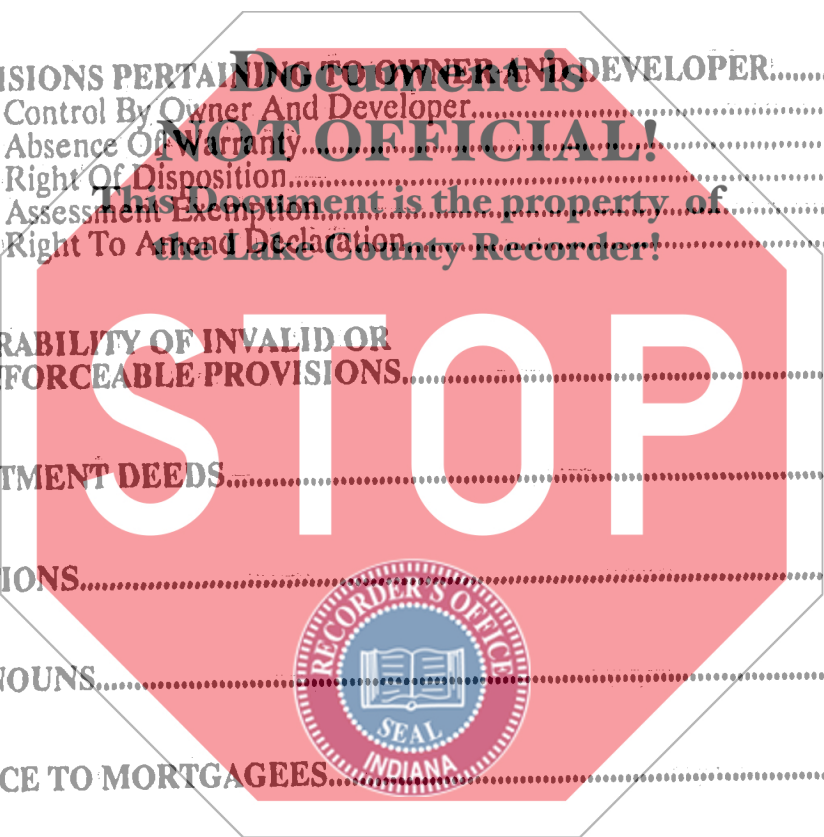 ISIONS PERTAINING TO OWNER AND DEVELOPER
Document is
Control By Owner And Developer
Absence Of Warranty
NOT OFFICIAL!
Right Of Disposition
This Document is the property of
Assessment Exemption
Right To Amend Declaration
the Lake County Recorder!
RABILITY OF INVALID OR
FORCEABLE PROVISIONS
STOP
TMENT DEEDS
IONS
RECORDER'S OFFICE
NOUNS
SEAL
INDIANA
CE TO MORTGAGEES